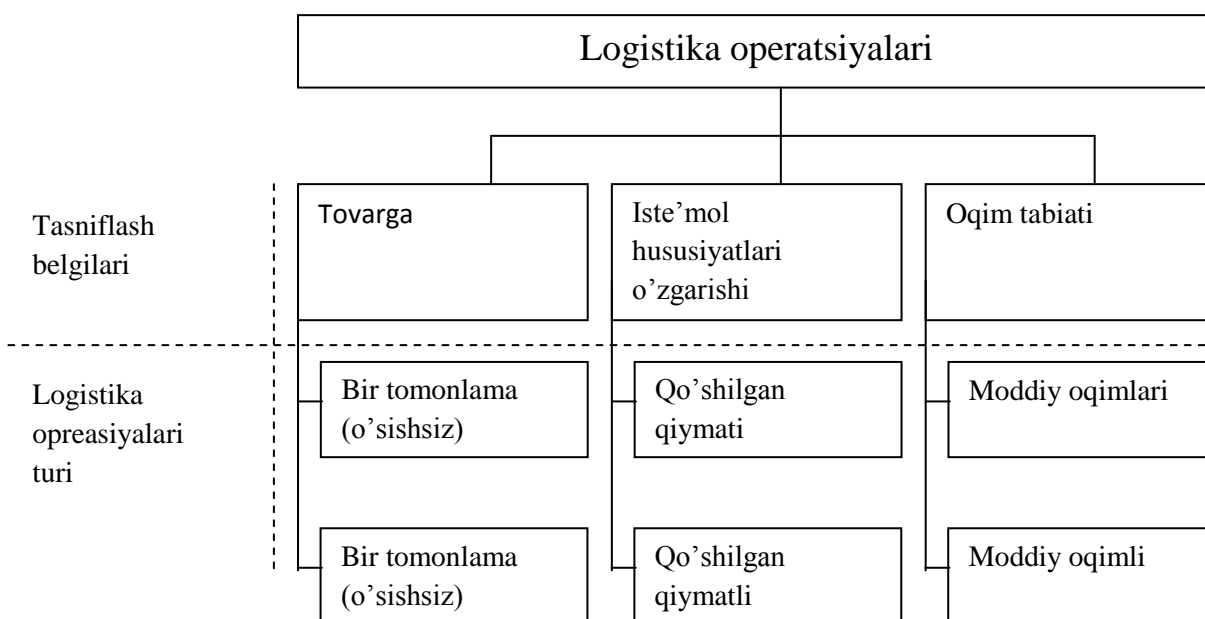 Logistika operatsiyalari
Tasniflash
belgilari
Tovarga
Iste’mol
hususiyatlari
o’zgarishi
Oqim tabiati
Logistika
opreasiyalari
turi
Bir tomonlama
(o’sishsiz)
Qo’shilgan
qiymati
Moddiy oqimlari
Bir tomonlama
(o’sishsiz)
Qo’shilgan
qiymatli
Moddiy oqimli